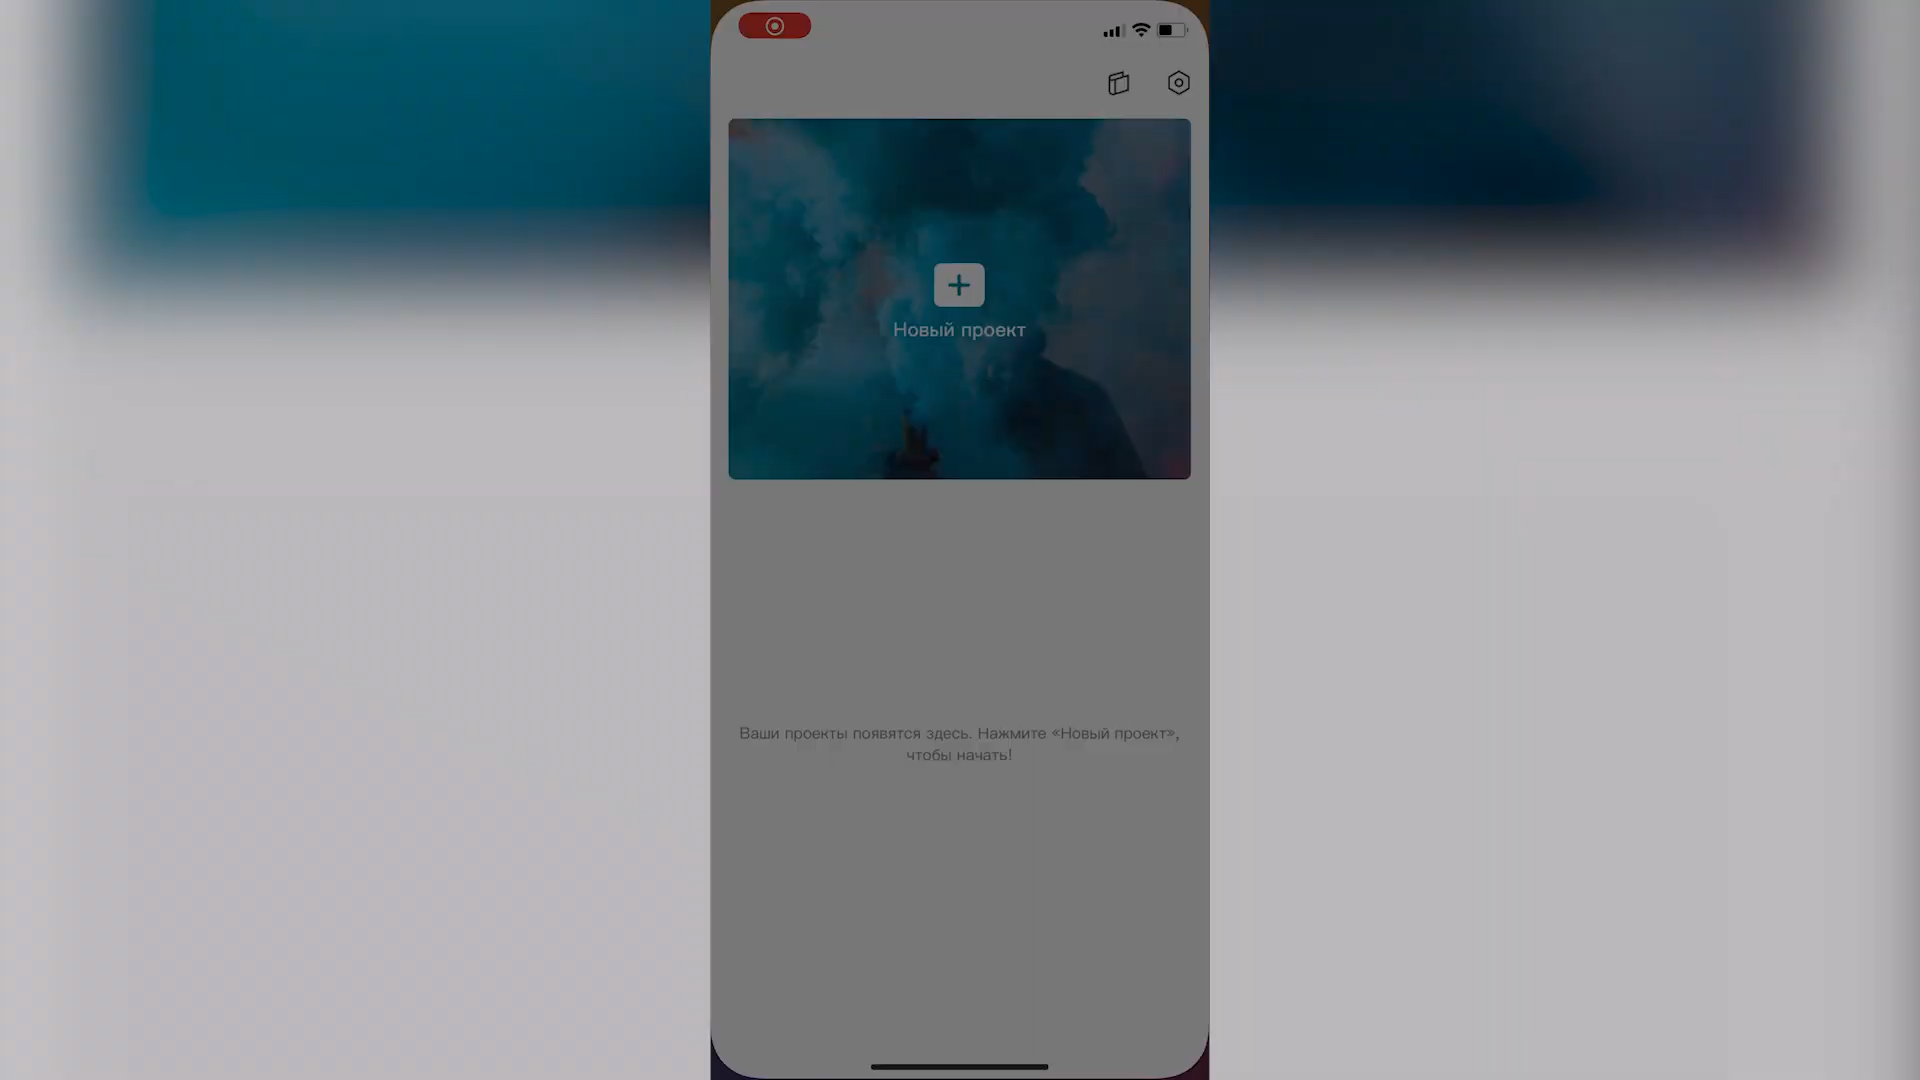 Новый проект
Ваши проекты появятся здесь. Нажмите «Новый проект»,
чтобы начать!